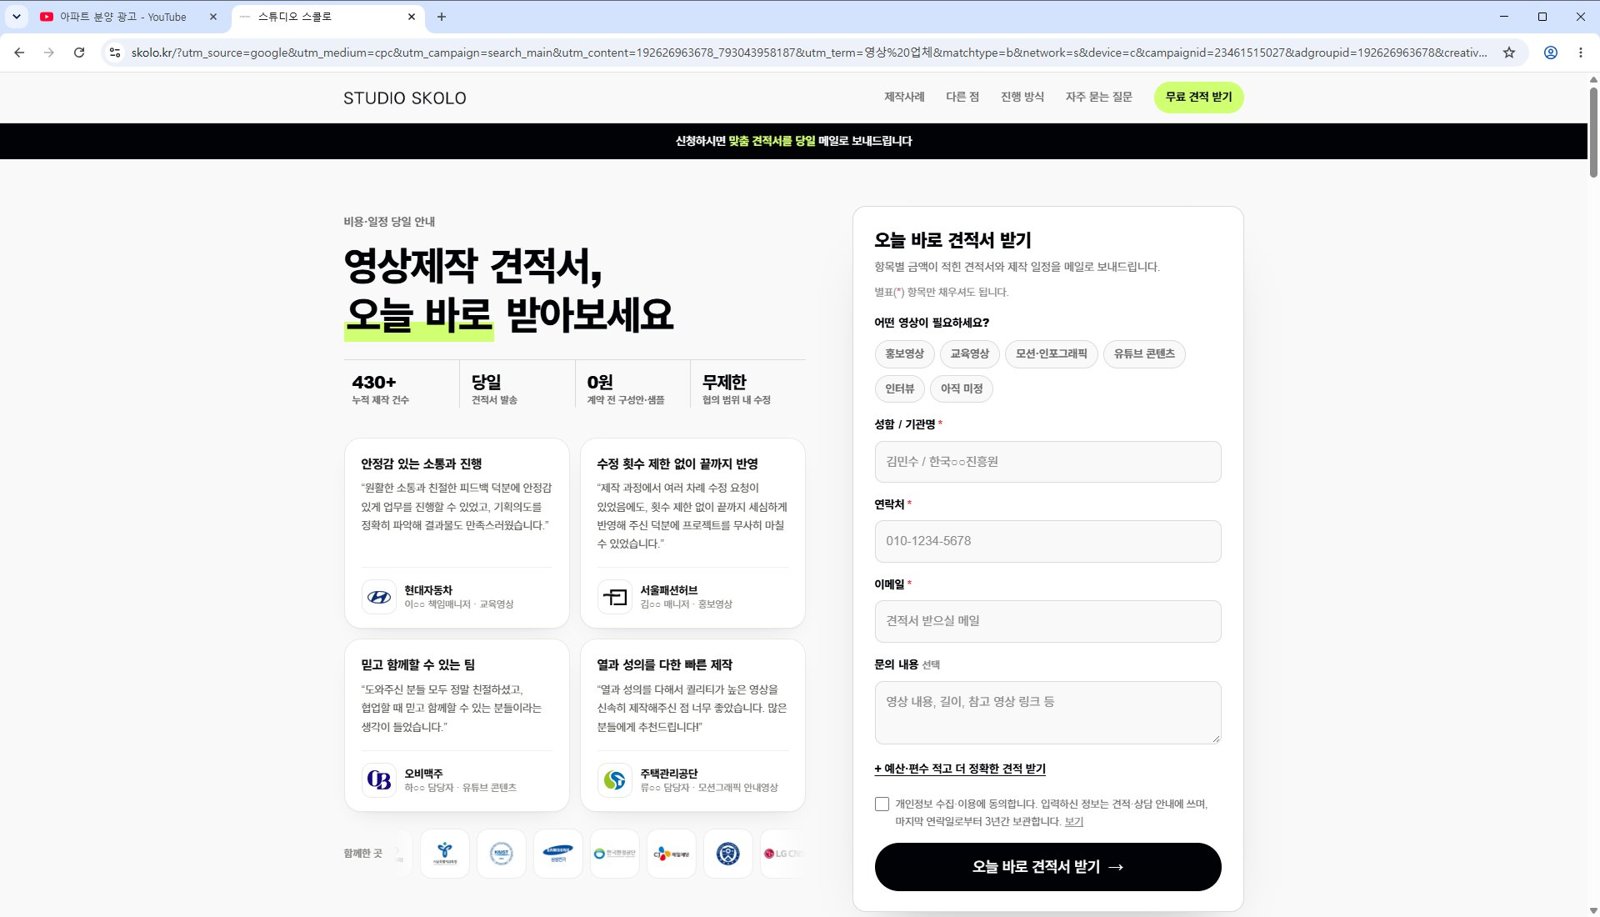 아파트 분양 광고 - YouTube
스튜디오 스콜로
skolo.kr/?utm_source=google&utm_medium=cpc&utm_campaign=search_main&utm_content=192626963678_793043958187&utm_term=영상%20업체&matchtype=b&network=s&device=c&campaignid=23461515027&adgroupid=192626963678&creativ...
STUDIO SKOLO
제작사례
다른 점
진행 방식
자주 묻는 질문
무료 견적 받기
신청하시면 맞춤 견적서를 당일 메일로 보내드립니다
비용·일정 당일 안내
영상제작 견적서,
오늘 바로 받아보세요
430+
누적 제작 건수
당일
견적서 발송
0원
계약 전 구성안·샘플
무제한
협의 범위 내 수정
안정감 있는 소통과 진행
“원활한 소통과 친절한 피드백 덕분에 안정감
있게 업무를 진행할 수 있었고, 기획의도를
정확히 파악해 결과물도 만족스러웠습니다.”
현대자동차
이○○ 책임매니저 · 교육영상
수정 횟수 제한 없이 끝까지 반영
“제작 과정에서 여러 차례 수정 요청이
있었음에도, 횟수 제한 없이 끝까지 세심하게
반영해 주신 덕분에 프로젝트를 무사히 마칠
수 있었습니다.”
서울패션허브
김○○ 매니저 · 홍보영상
믿고 함께할 수 있는 팀
“도와주신 분들 모두 정말 친절하셨고,
협업할 때 믿고 함께할 수 있는 분들이라는
생각이 들었습니다.”
OB
오비맥주
하○○ 담당자 · 유튜브 콘텐츠
열과 성의를 다한 빠른 제작
“열과 성의를 다해서 퀄리티가 높은 영상을
신속히 제작해주신 점 너무 좋았습니다. 많은
분들에게 추천드립니다!”
주택관리공단
류○○ 담당자 · 모션그래픽 안내영상
함께한 곳
SAMSUNG
삼성전기
한국환경공단
CJ 제일제당
LG CNS
오늘 바로 견적서 받기
항목별 금액이 적힌 견적서와 제작 일정을 메일로 보내드립니다.
별표(*) 항목만 채우셔도 됩니다.
어떤 영상이 필요하세요?
홍보영상
교육영상
모션·인포그래픽
유튜브 콘텐츠
인터뷰
아직 미정
성함 / 기관명 *
김민수 / 한국○○진흥원
연락처 *
010-1234-5678
이메일 *
견적서 받으실 메일
문의 내용 선택
영상 내용, 길이, 참고 영상 링크 등
+ 예산·편수 적고 더 정확한 견적 받기
개인정보 수집·이용에 동의합니다. 입력하신 정보는 견적·상담 안내에 쓰며,
마지막 연락일로부터 3년간 보관합니다. 보기
오늘 바로 견적서 받기 →